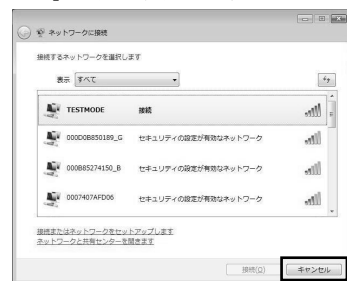 ネットワークに接続
接続するネットワークを選択します
表示 すべて
TESTMODE 接続
000D0B850189_G セキュリティの設定が有効なネットワーク
000B85274150_B セキュリティの設定が有効なネットワーク
0007407AFD06 セキュリティの設定が有効なネットワーク
接続またはネットワークをセットアップします
ネットワークと共有センターを開きます
接続(O) キャンセル